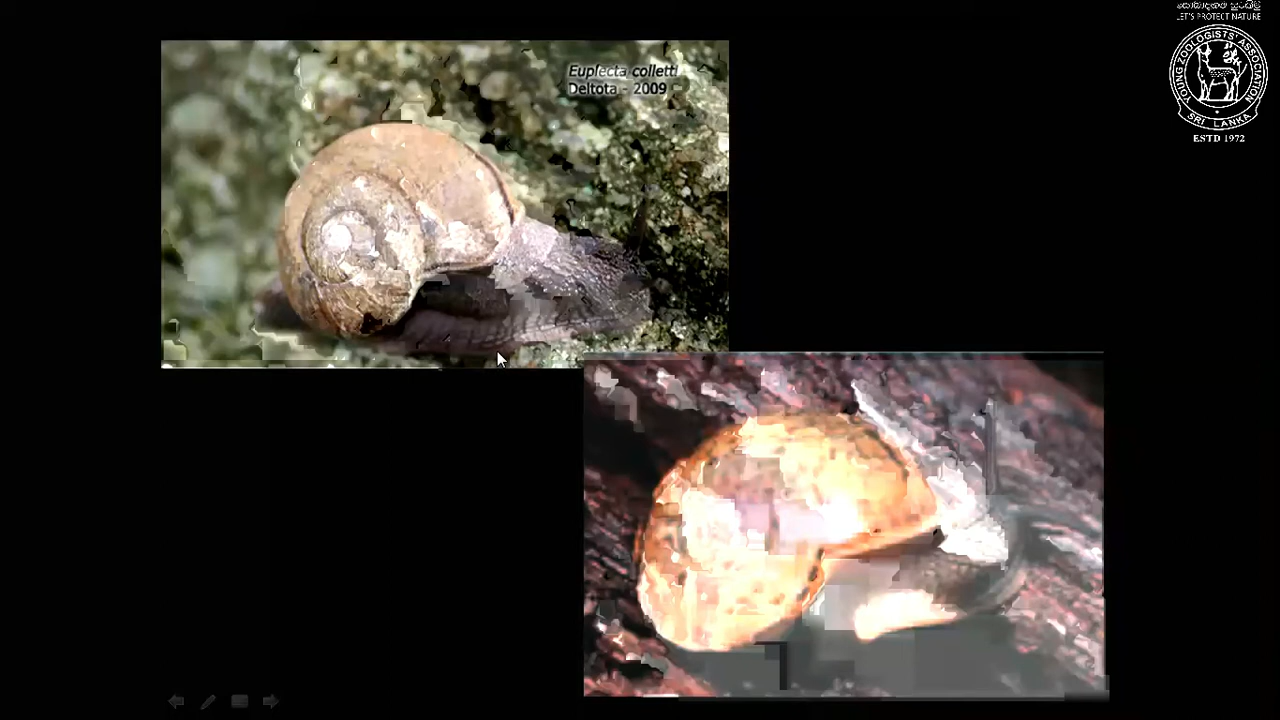 Euplecta colletti
Deltota - 2009
LET'S PROTECT NATURE
YOUNG ZOOLOGISTS' ASSOCIATION
SRI LANKA
ESTD 1972